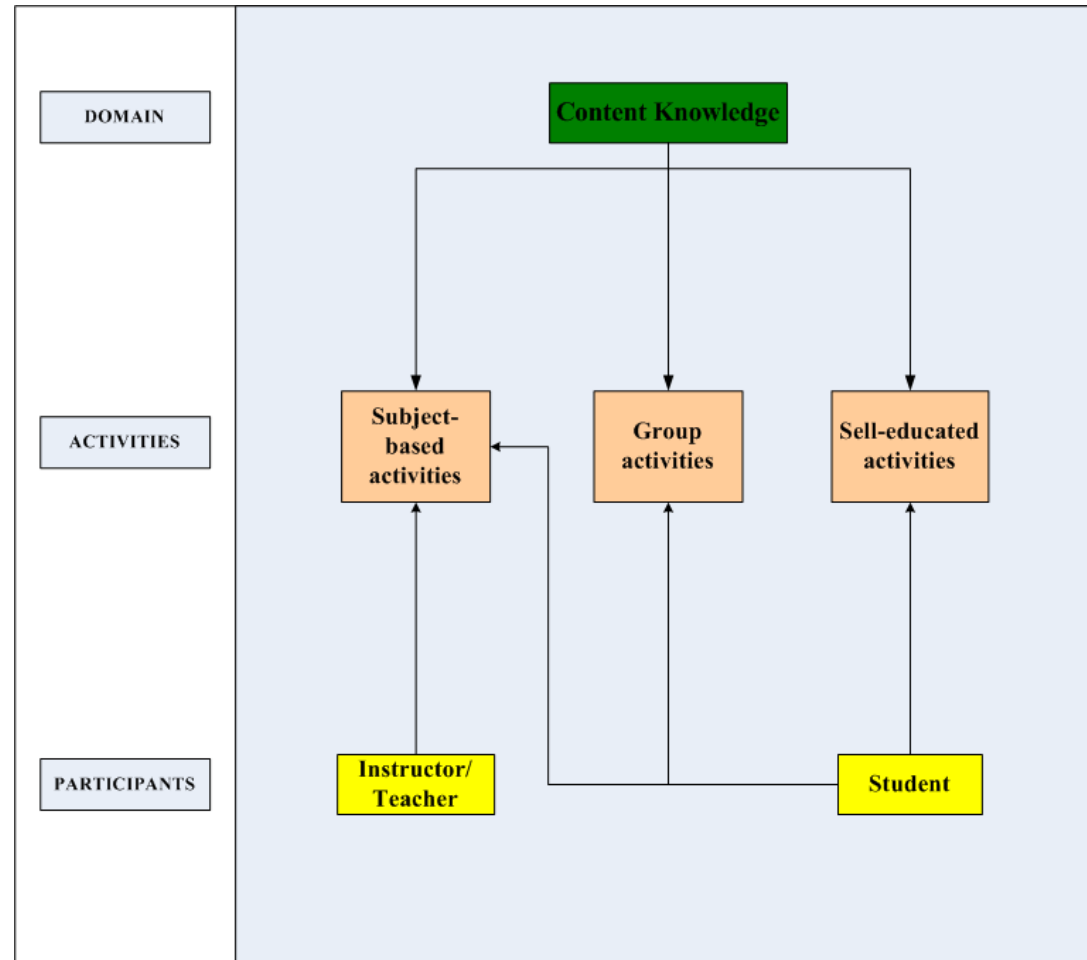 DOMAIN
Content Knowledge
ACTIVITIES
Subject-
based
activities
Group
activities
Sell-educated
activities
PARTICIPANTS
Instructor/
Teacher
Student